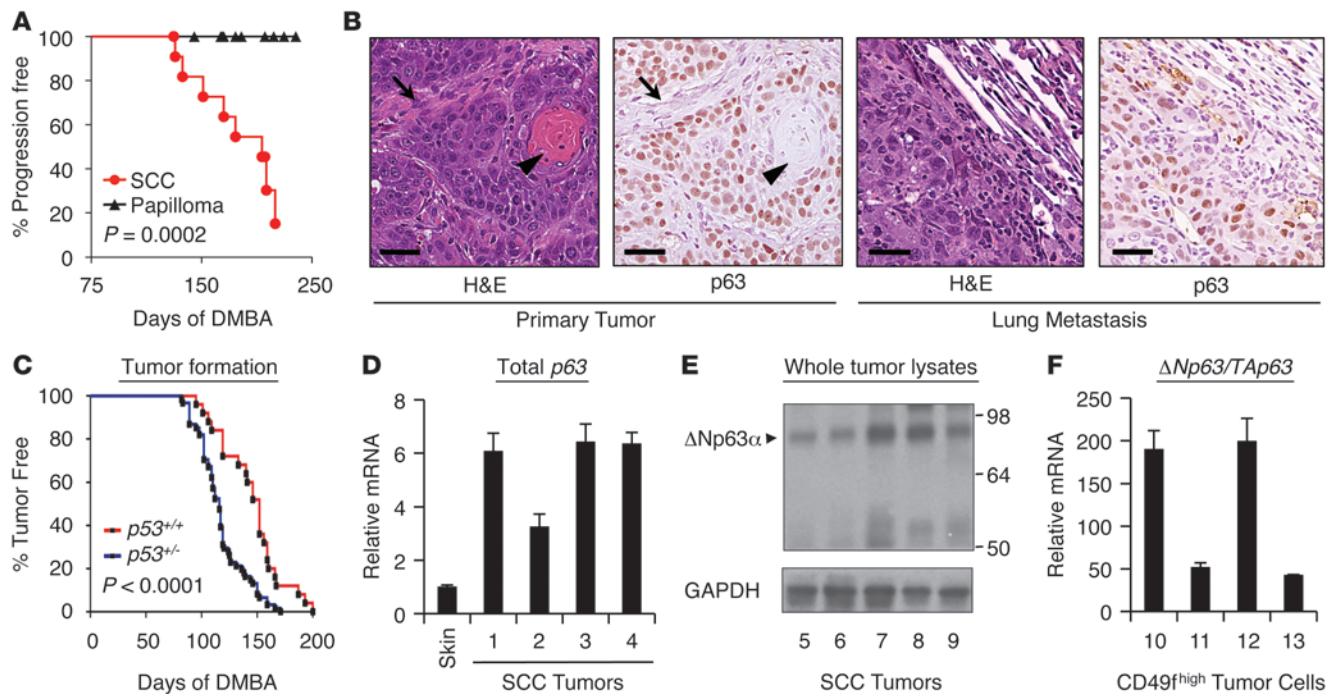 A
100
80
60
40
20
0
% Progression free
SCC
Papilloma
P = 0.0002
75
150
250
Days of DMBA
B
H&E
p63
H&E
p63
Primary Tumor
Lung Metastasis
C
Tumor formation
100
80
60
40
20
0
% Tumor Free
p53+/+
p53+/-
P < 0.0001
0
50
100
150
200
Days of DMBA
D
Total p63
8
6
4
2
0
Relative mRNA
Skin
1 2 3 4
SCC Tumors
E
Whole tumor lysates
ΔNp63α
98
64
50
GAPDH
5 6 7 8 9
SCC Tumors
F
ΔNp63/TAp63
250
200
150
100
50
0
Relative mRNA
10 11 12 13
CD49fhigh Tumor Cells